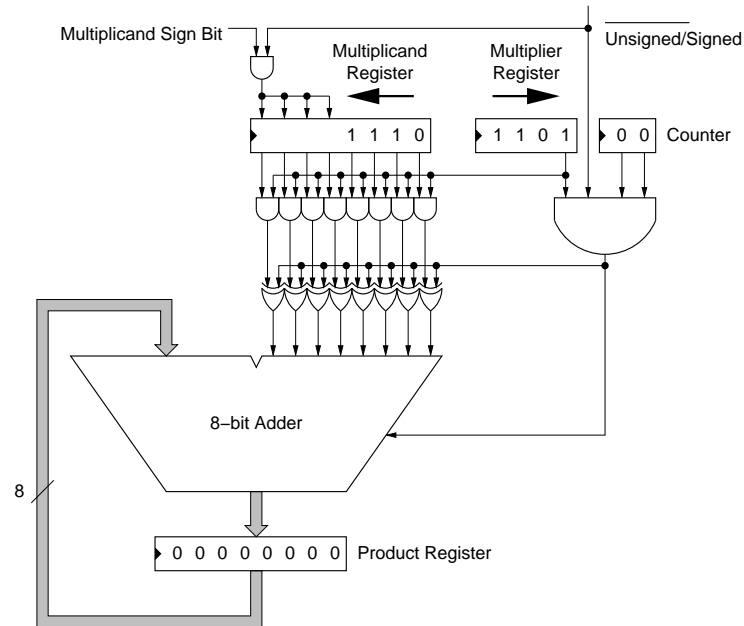 Multiplicand Sign Bit
Unsigned/Signed
Multiplicand
Register
Multiplier
Register
1 1 1 0
1 1 0 1
0 0
Counter
8–bit Adder
8
0 0 0 0 0 0 0 0
Product Register